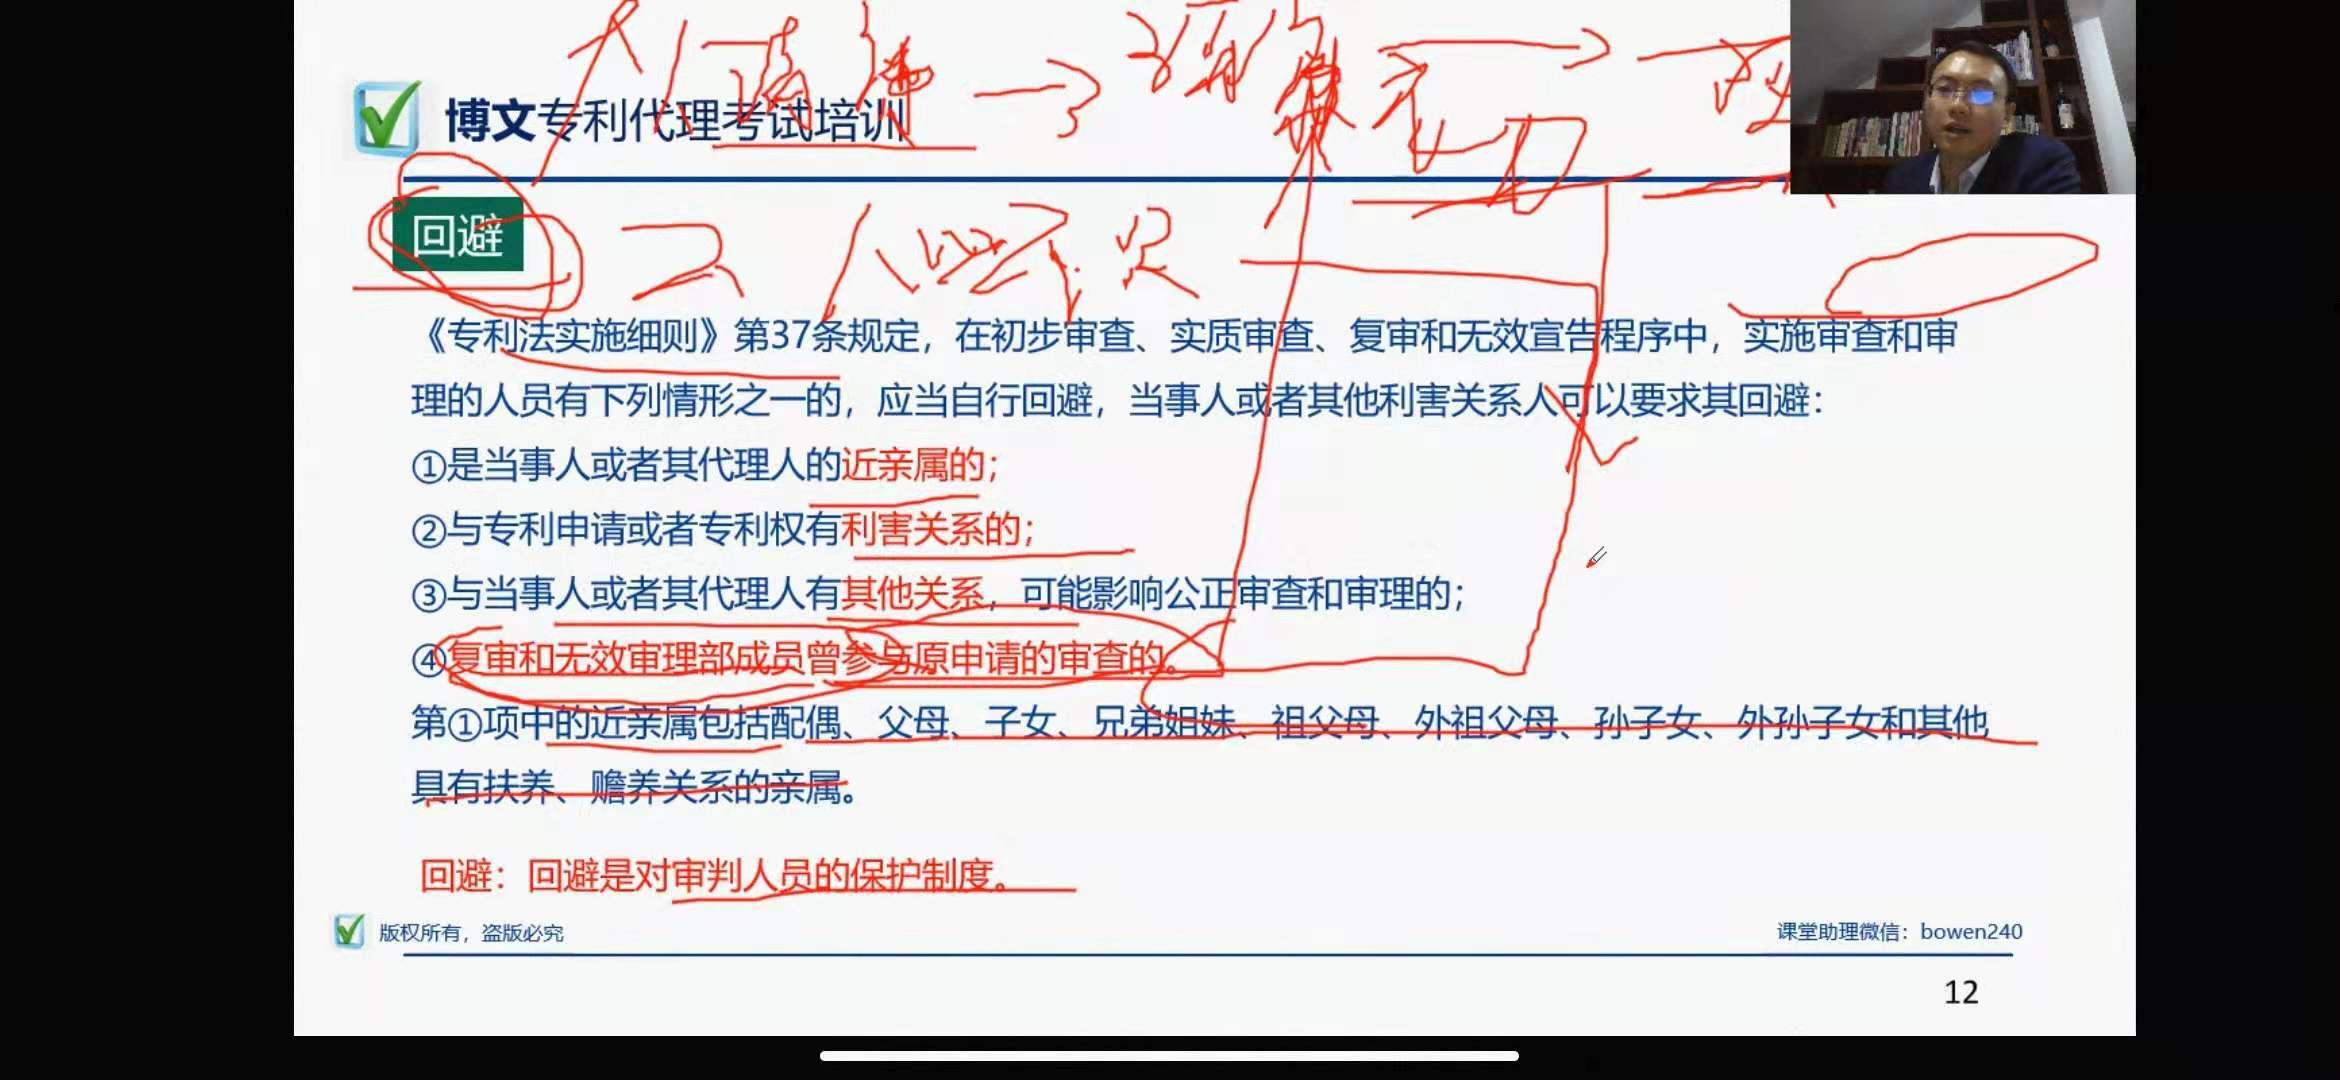 博文专利代理考试培训
回避
《专利法实施细则》第37条规定，在初步审查、实质审查、复审和无效宣告程序中，实施审查和审
理的人员有下列情形之一的，应当自行回避，当事人或者其他利害关系人可以要求其回避：
①是当事人或者其代理人的近亲属的；
②与专利申请或者专利权有利害关系的；
③与当事人或者其代理人有其他关系，可能影响公正审查和审理的；
④复审和无效审理部成员曾参与原申请的审查的。
第①项中的近亲属包括配偶、父母、子女、兄弟姐妹、祖父母、外祖父母、孙子女、外孙子女和其他
具有扶养、赡养关系的亲属。
回避：回避是对审判人员的保护制度。
版权所有，盗版必究
课堂助理微信：bowen240
12